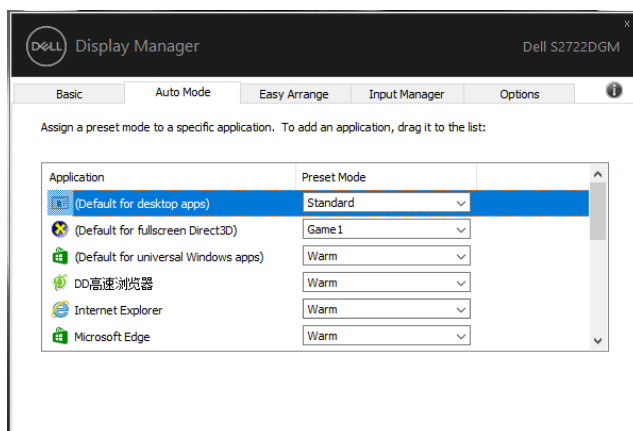 DELL Display Manager Dell S2722DGM x
Basic Auto Mode Easy Arrange Input Manager Options i
Assign a preset mode to a specific application. To add an application, drag it to the list:
Application Preset Mode
(Default for desktop apps) Standard
(Default for fullscreen Direct3D) Game1
(Default for universal Windows apps) Warm
DD高速浏览器 Warm
Internet Explorer Warm
Microsoft Edge Warm